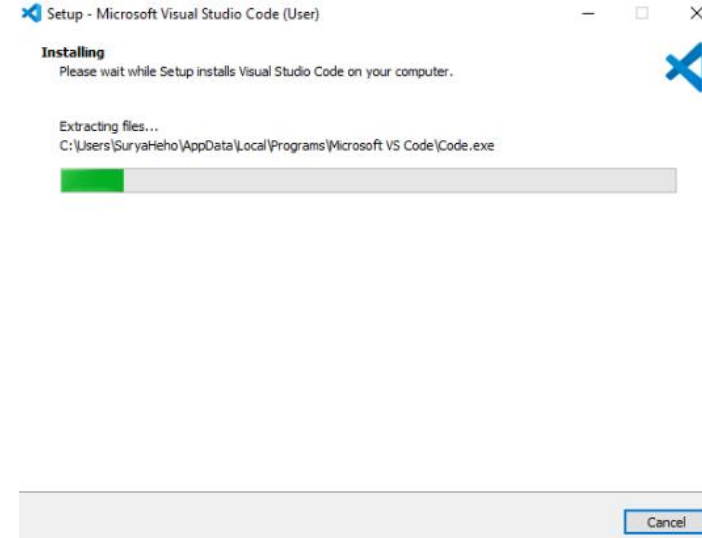 Setup - Microsoft Visual Studio Code (User)
Installing
Please wait while Setup installs Visual Studio Code on your computer.
Extracting files...
C:\Users\SuryaHeho\AppData\Local\Programs\Microsoft VS Code\Code.exe
Cancel